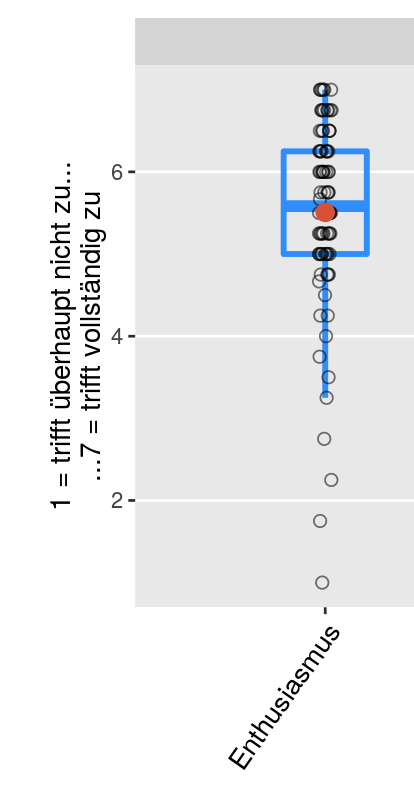 1 = trifft überhaupt nicht zu...
...7 = trifft vollständig zu
6
4
2
Enthusiasmus